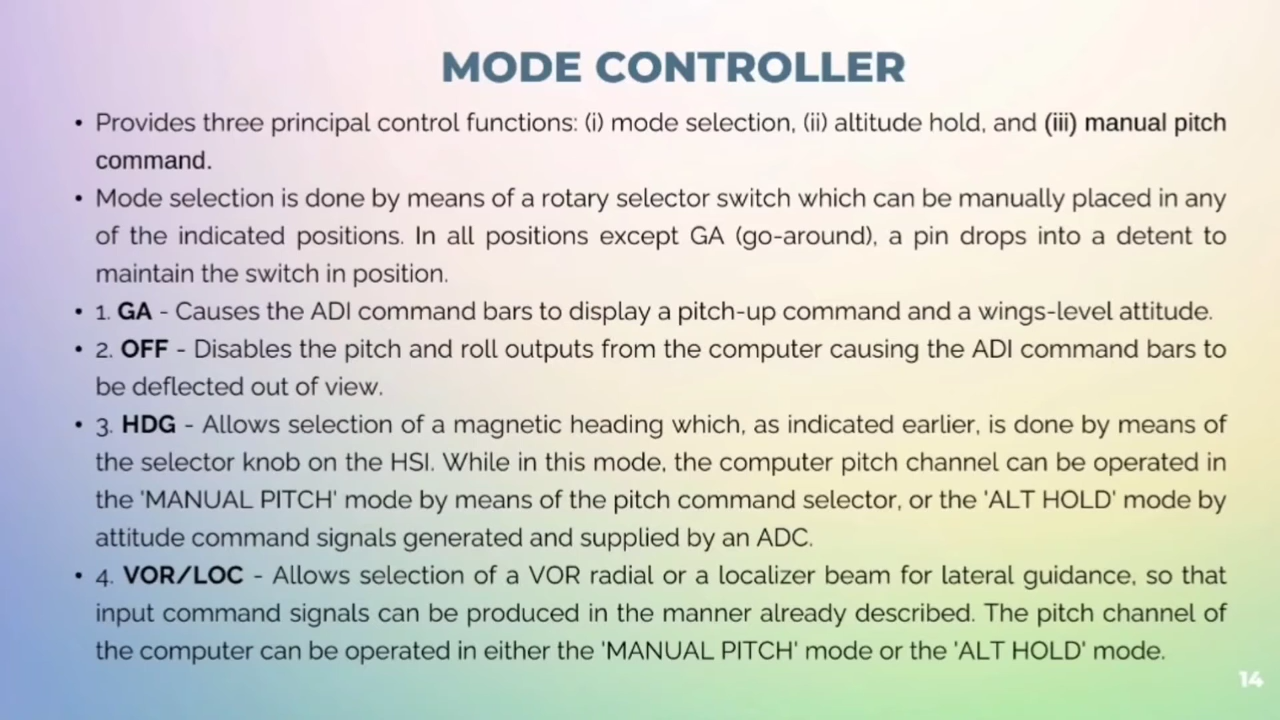 MODE CONTROLLER
• Provides three principal control functions: (i) mode selection, (ii) altitude hold, and (iii) manual pitch
command.
• Mode selection is done by means of a rotary selector switch which can be manually placed in any
of the indicated positions. In all positions except GA (go-around), a pin drops into a detent to
maintain the switch in position.
• 1. GA - Causes the ADI command bars to display a pitch-up command and a wings-level attitude.
• 2. OFF - Disables the pitch and roll outputs from the computer causing the ADI command bars to
be deflected out of view.
• 3. HDG - Allows selection of a magnetic heading which, as indicated earlier, is done by means of
the selector knob on the HSI. While in this mode, the computer pitch channel can be operated in
the 'MANUAL PITCH' mode by means of the pitch command selector, or the 'ALT HOLD' mode by
attitude command signals generated and supplied by an ADC.
• 4. VOR/LOC - Allows selection of a VOR radial or a localizer beam for lateral guidance, so that
input command signals can be produced in the manner already described. The pitch channel of
the computer can be operated in either the 'MANUAL PITCH' mode or the 'ALT HOLD' mode.
14